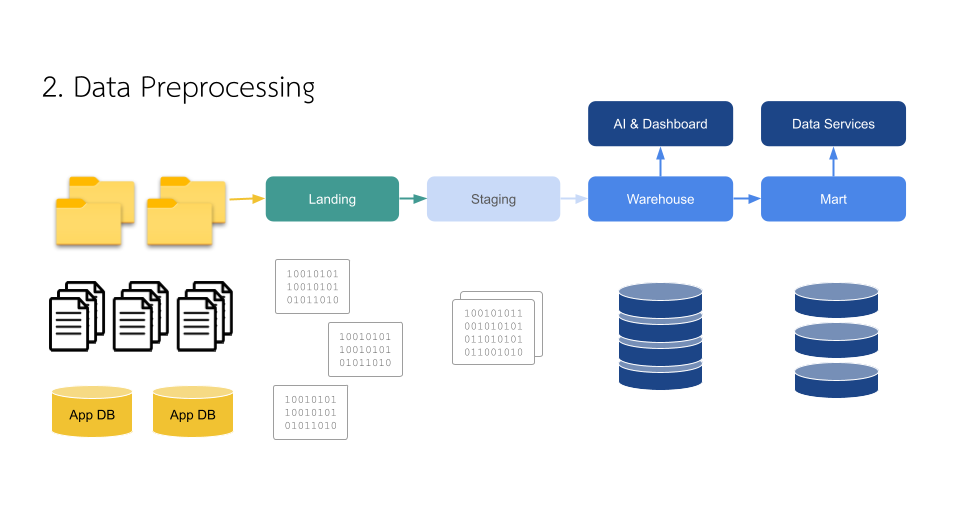 2. Data Preprocessing
AI & Dashboard
Data Services
Landing
Staging
Warehouse
Mart
10010101
10010101
01011010
10010101
10010101
01011010
100101011
001010101
011010101
011001010
10010101
10010101
01011010
App DB
App DB